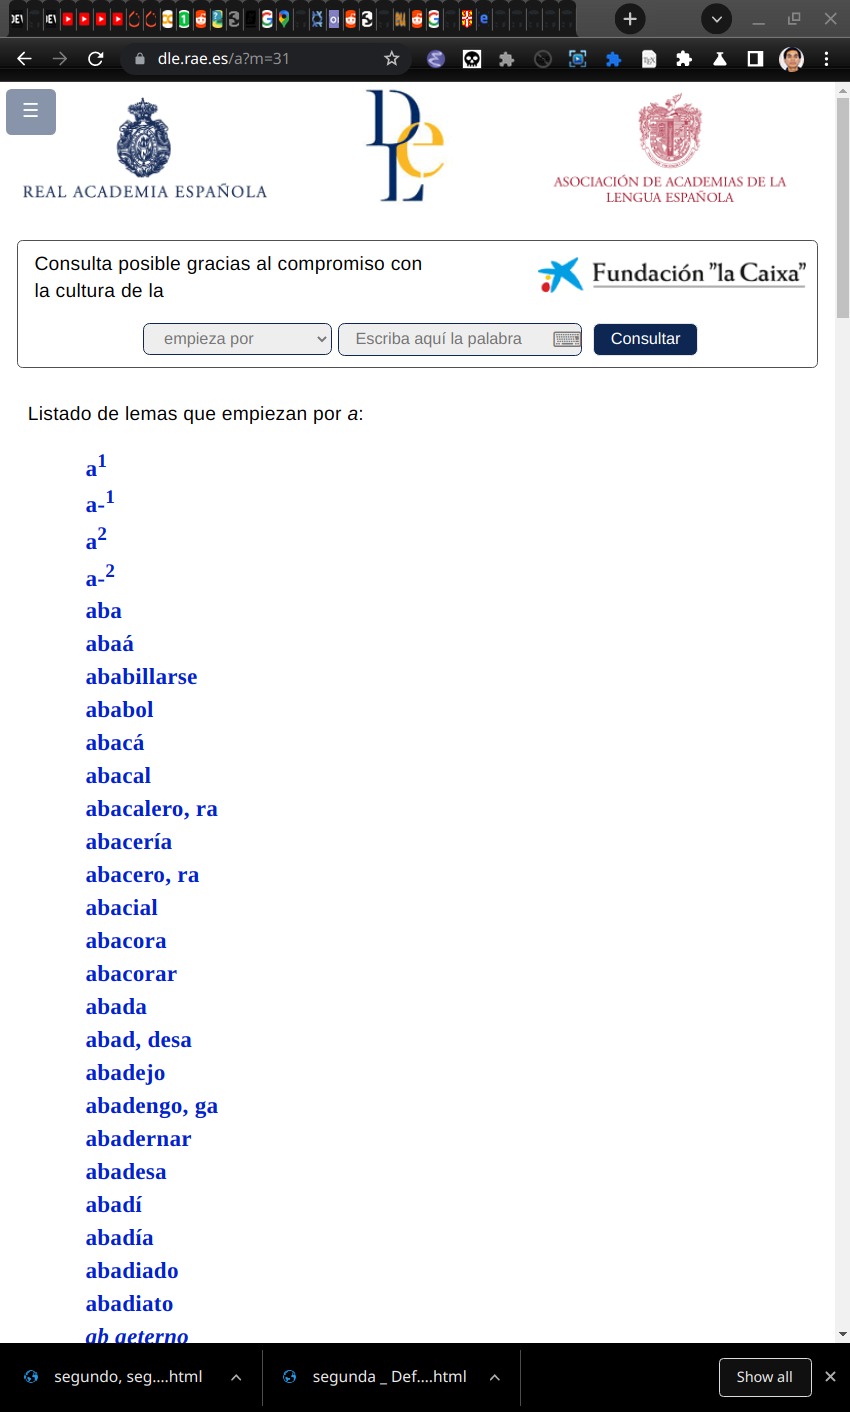 dle.rae.es/a?m=31
☰
REAL ACADEMIA ESPAÑOLA
DLe
ASOCIACIÓN DE ACADEMIAS DE LA
LENGUA ESPAÑOLA
Consulta posible gracias al compromiso con
la cultura de la
Fundación "la Caixa"
empieza por
Escriba aquí la palabra
Consultar
Listado de lemas que empiezan por a:
a¹
a-¹
a²
a-²
aba
abaá
ababillarse
ababol
abacá
abacal
abacalero, ra
abacería
abacero, ra
abacial
abacora
abacorar
abada
abad, desa
abadejo
abadengo, ga
abadernar
abadesa
abadí
abadía
abadiado
abadiato
ab aeterno
segundo, seg....html
segunda _ Def....html
Show all